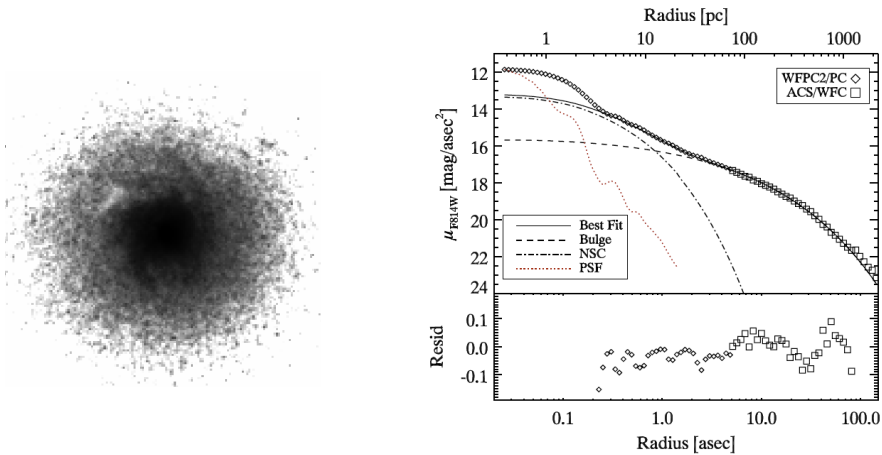 Radius [pc]
1 10 100 1000
WFPC2/PC
ACS/WFC
12
14
16
18
20
22
24
μF814W [mag/asec²]
Best Fit
Bulge
NSC
PSF
0.1
0.0
-0.1
Resid
0.1 1.0 10.0 100.0
Radius [asec]